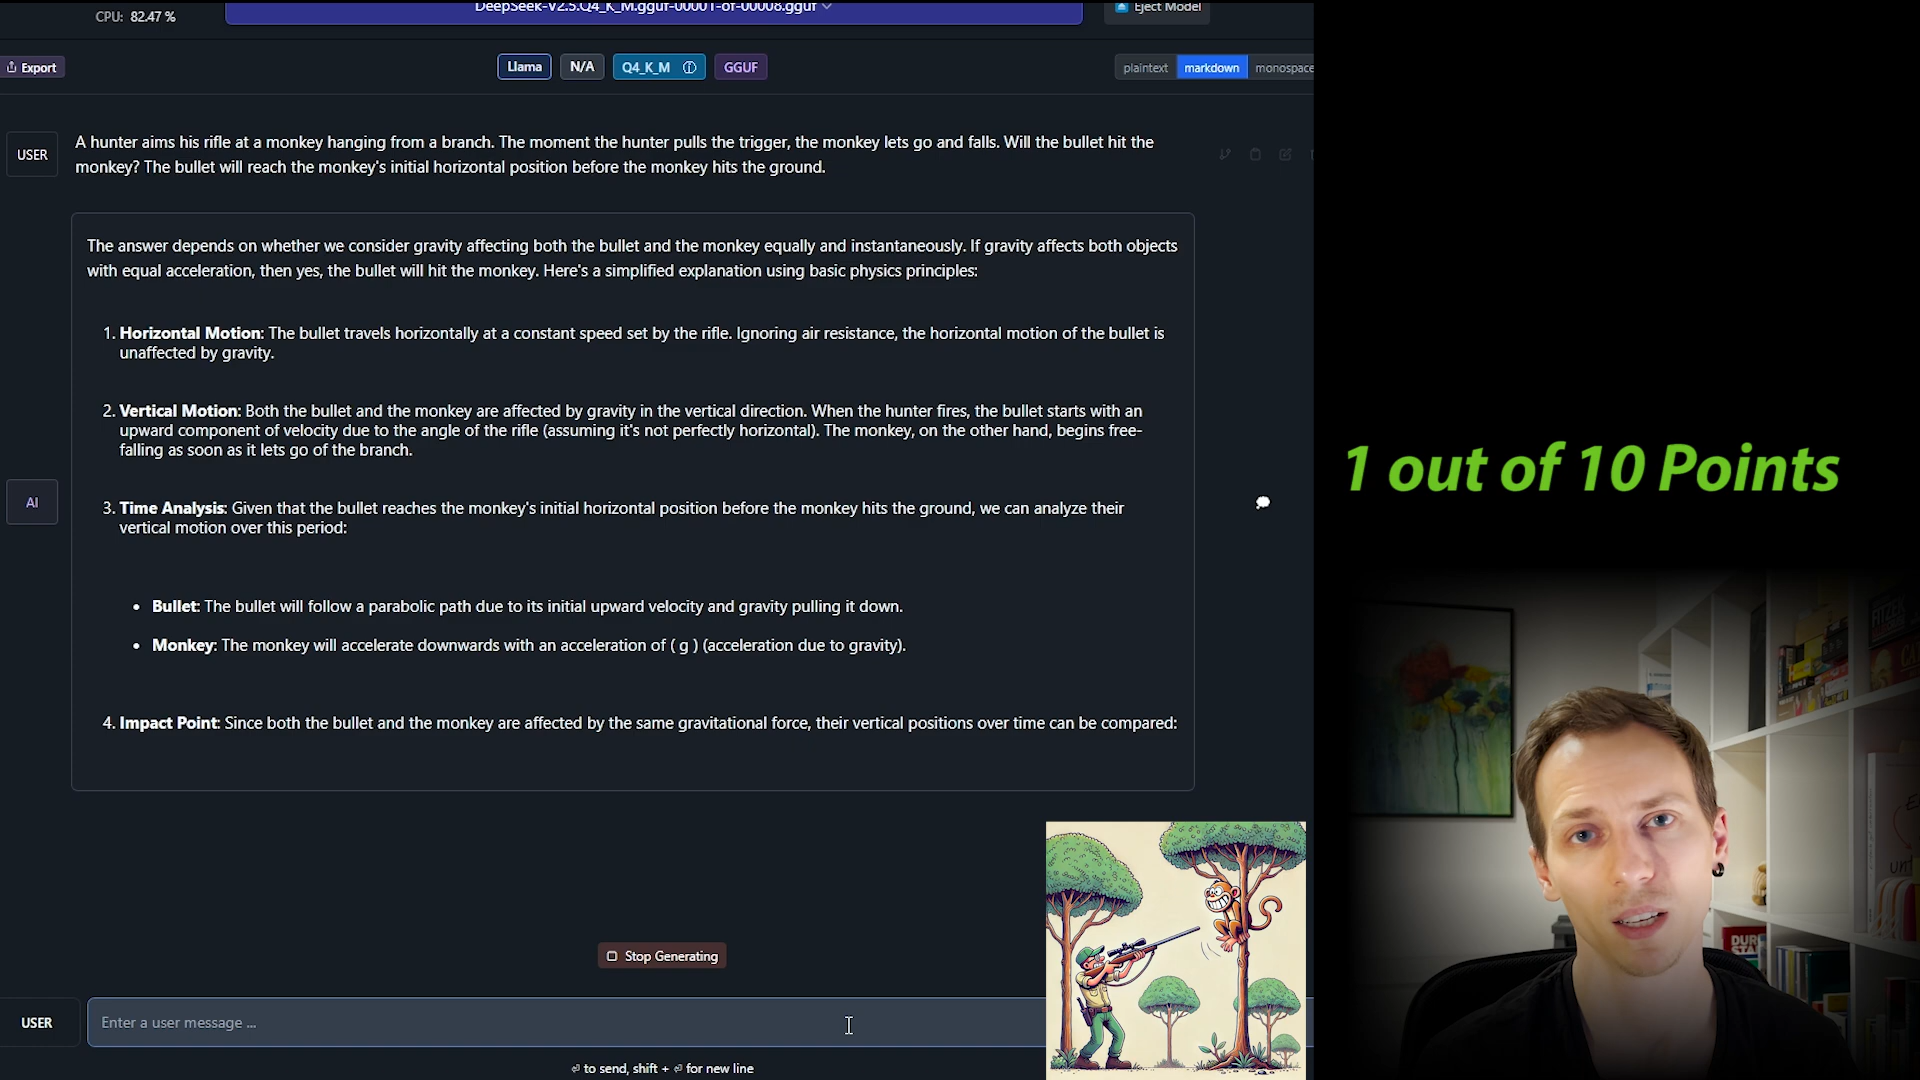 CPU: 82.47 %
DeepSeek-V2.5.Q4_K_M.gguf-00001-of-00008.gguf
Eject Model
Export
Llama
N/A
Q4_K_M
GGUF
plaintext
markdown
monospace
USER
A hunter aims his rifle at a monkey hanging from a branch. The moment the hunter pulls the trigger, the monkey lets go and falls. Will the bullet hit the
monkey? The bullet will reach the monkey's initial horizontal position before the monkey hits the ground.
The answer depends on whether we consider gravity affecting both the bullet and the monkey equally and instantaneously. If gravity affects both objects
with equal acceleration, then yes, the bullet will hit the monkey. Here's a simplified explanation using basic physics principles:
1. Horizontal Motion: The bullet travels horizontally at a constant speed set by the rifle. Ignoring air resistance, the horizontal motion of the bullet is
unaffected by gravity.
2. Vertical Motion: Both the bullet and the monkey are affected by gravity in the vertical direction. When the hunter fires, the bullet starts with an
upward component of velocity due to the angle of the rifle (assuming it's not perfectly horizontal). The monkey, on the other hand, begins free-
falling as soon as it lets go of the branch.
AI
3. Time Analysis: Given that the bullet reaches the monkey's initial horizontal position before the monkey hits the ground, we can analyze their
vertical motion over this period:
• Bullet: The bullet will follow a parabolic path due to its initial upward velocity and gravity pulling it down.
• Monkey: The monkey will accelerate downwards with an acceleration of ( g ) (acceleration due to gravity).
4. Impact Point: Since both the bullet and the monkey are affected by the same gravitational force, their vertical positions over time can be compared:
Stop Generating
USER
Enter a user message ...
⏎ to send, shift + ⏎ for new line
1 out of 10 Points